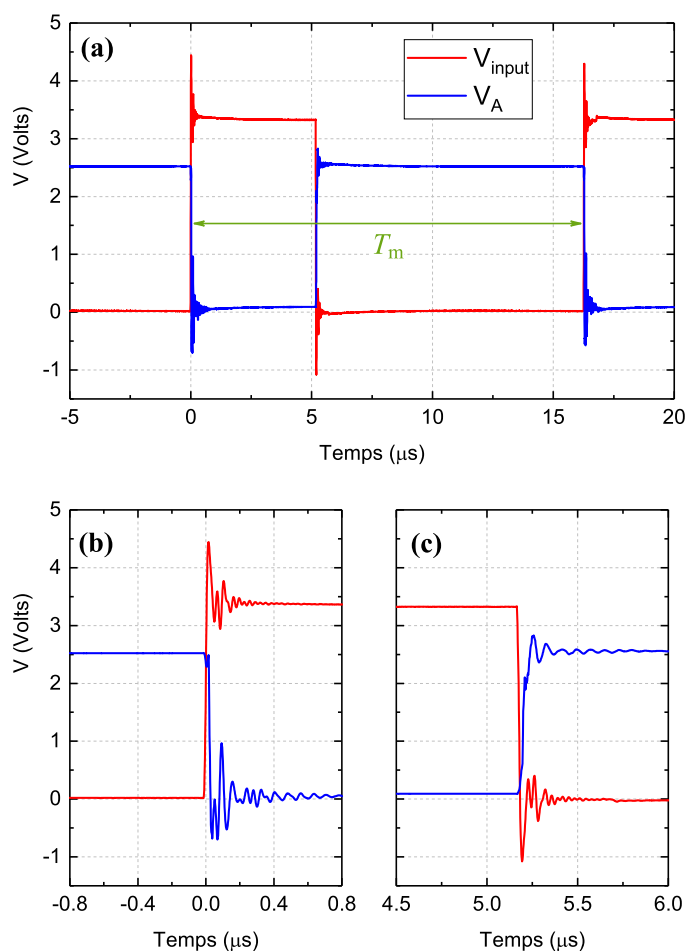 (a)
V_input
V_A
T_m
V (Volts)
5
4
3
2
1
0
-1
-5
0
5
10
15
20
Temps (μs)
(b)
(c)
V (Volts)
5
4
3
2
1
0
-1
-0.8
-0.4
0.0
0.4
0.8
4.5
5.0
5.5
6.0
Temps (μs)
Temps (μs)